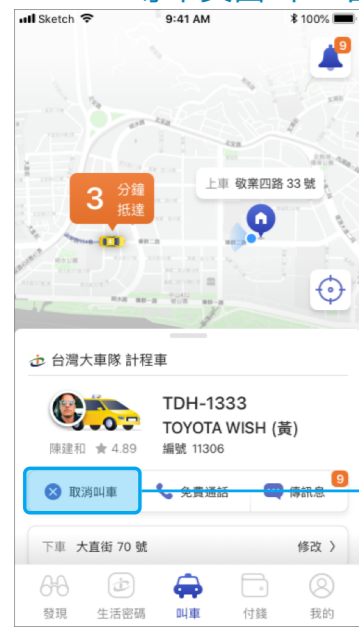 Sketch 9:41 AM 100%
9
3 分鐘
抵達
上車 敬業四路 33 號
台灣大車隊 計程車
TDH-1333
TOYOTA WISH (黃)
陳建和 ★ 4.89 編號 11306
9
取消叫車 免費通話 傳訊息
下車 大直街 70 號 修改 〉
發現 生活密碼 叫車 付錢 我的